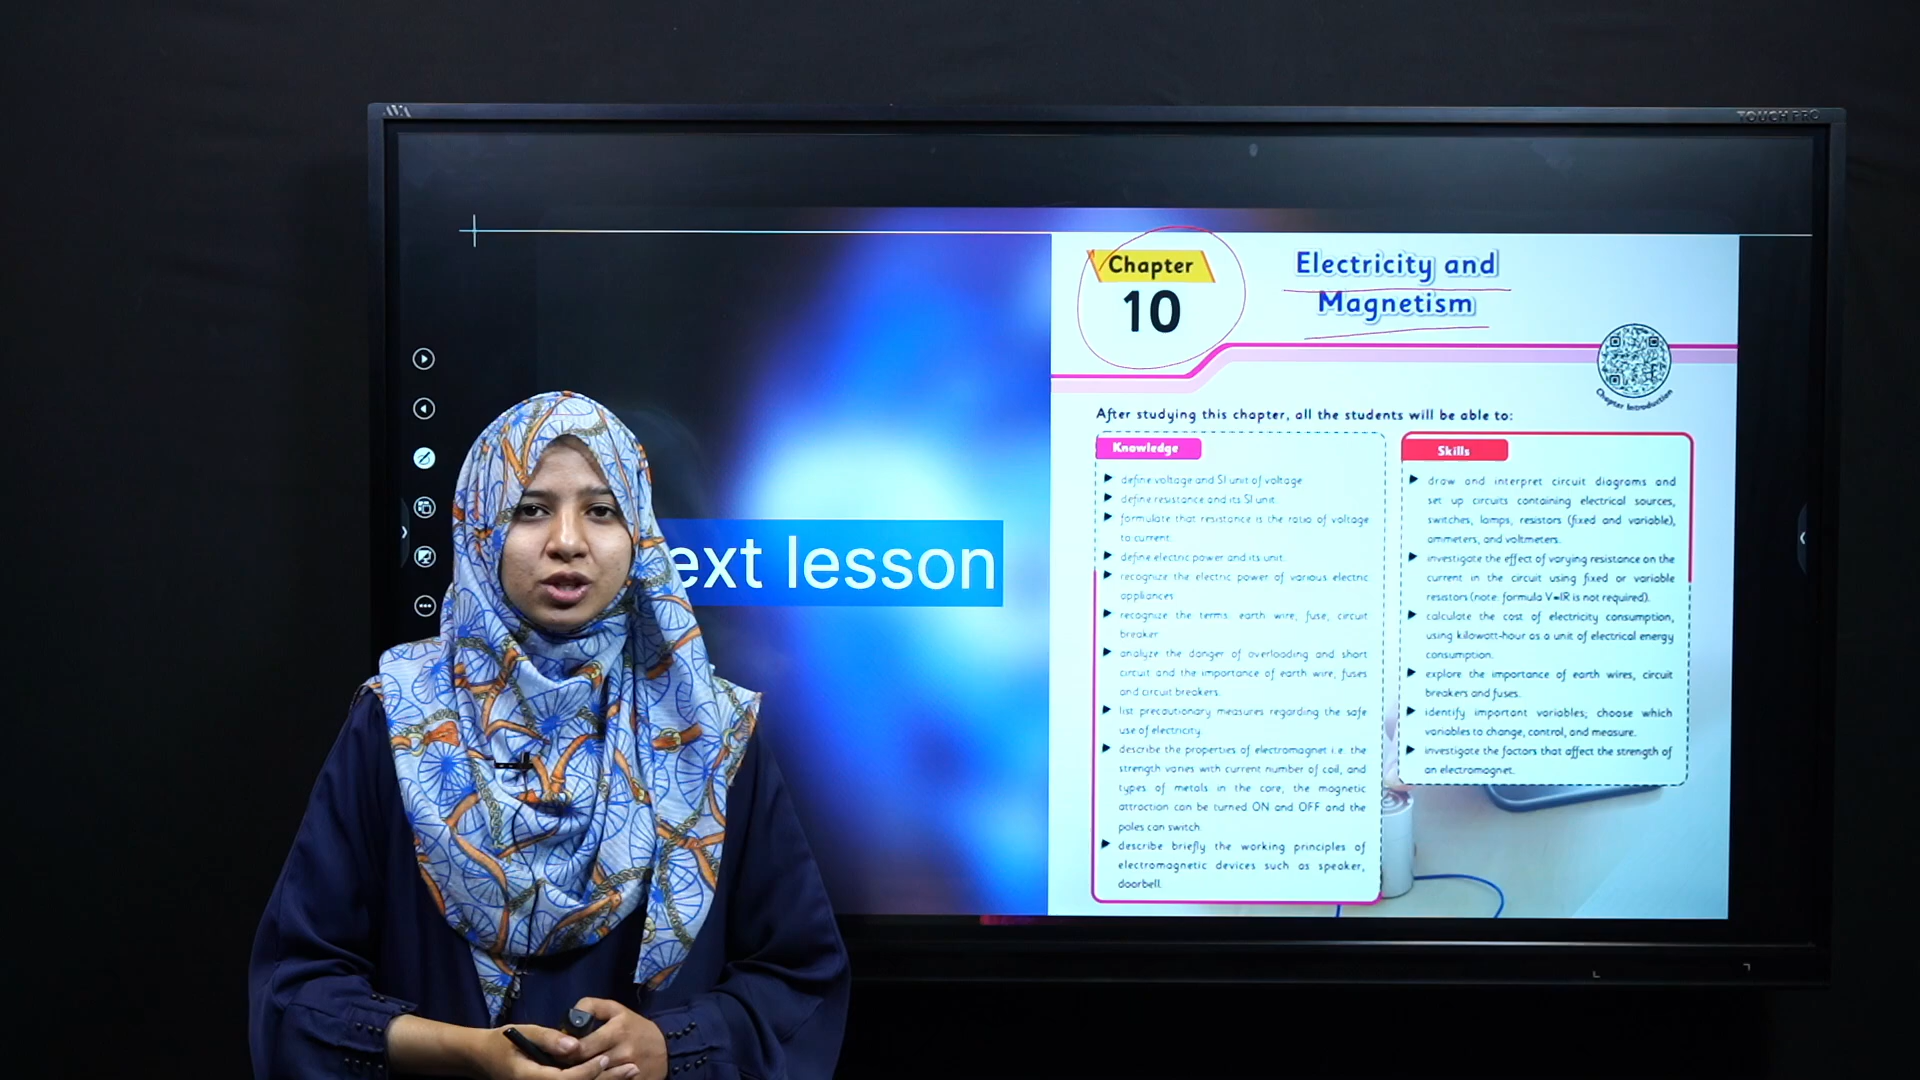 TOUCH PRO
ext lesson
Chapter
10
Electricity and
Magnetism
Chapter Introduction
After studying this chapter, all the students will be able to:
Knowledge
define voltage and SI unit of voltage
define resistance and its SI unit.
formulate that resistance is the ratio of voltage
to current.
define electric power and its unit.
recognize the electric power of various electric
appliances
recognize the terms: earth wire, fuse, circuit
breaker
analyze the danger of overloading and short
circuit and the importance of earth wire, fuses
and circuit breakers.
list precautionary measures regarding the safe
use of electricity.
describe the properties of electromagnet i.e. the
strength varies with current number of coil, and
types of metals in the core; the magnetic
attraction can be turned ON and OFF and the
poles can switch.
describe briefly the working principles of
electromagnetic devices such as speaker,
doorbell.
Skills
draw and interpret circuit diagrams and
set up circuits containing electrical sources,
switches, lamps, resistors (fixed and variable),
ammeters, and voltmeters.
investigate the effect of varying resistance on the
current in the circuit using fixed or variable
resistors (note: formula V=IR is not required).
calculate the cost of electricity consumption,
using kilowatt-hour as a unit of electrical energy
consumption.
explore the importance of earth wires, circuit
breakers and fuses.
identify important variables; choose which
variables to change, control, and measure.
investigate the factors that affect the strength of
an electromagnet.